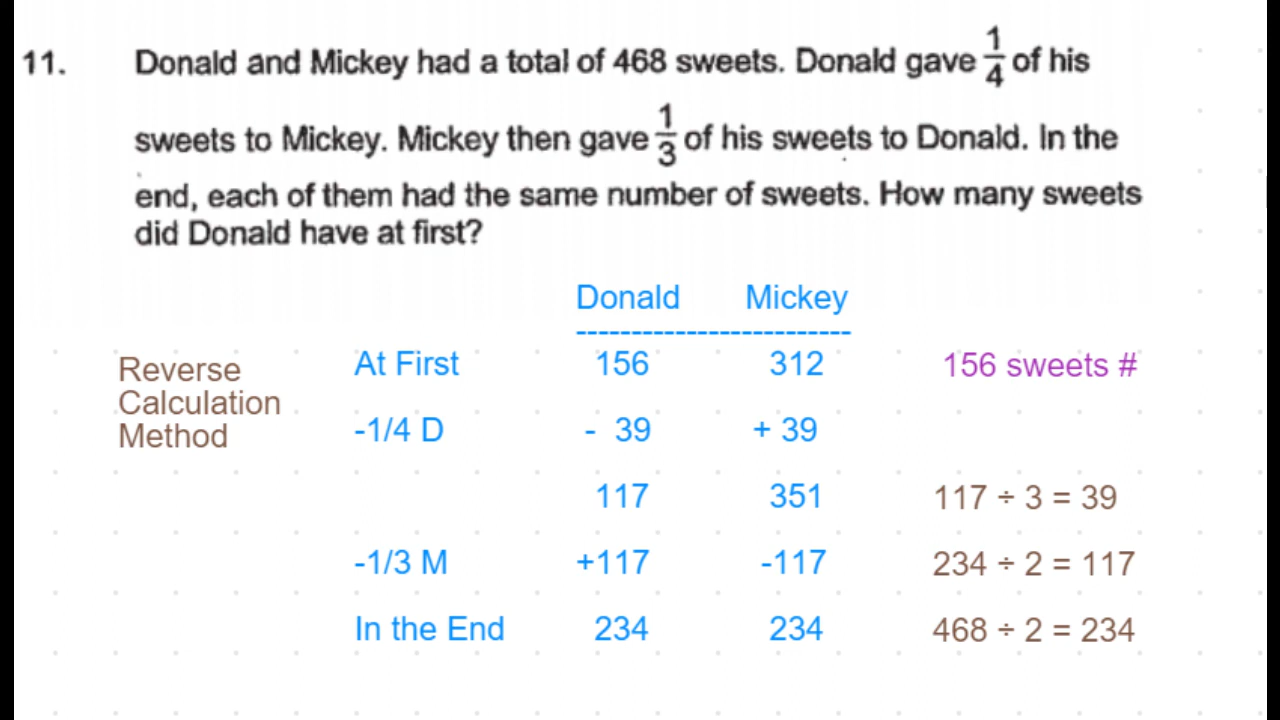 11. Donald and Mickey had a total of 468 sweets. Donald gave 1/4 of his
sweets to Mickey. Mickey then gave 1/3 of his sweets to Donald. In the
end, each of them had the same number of sweets. How many sweets
did Donald have at first?
Donald Mickey
------------------------
Reverse
Calculation
Method
At First 156 312 156 sweets #
-1/4 D - 39 + 39
117 351 117 ÷ 3 = 39
-1/3 M +117 -117 234 ÷ 2 = 117
In the End 234 234 468 ÷ 2 = 234